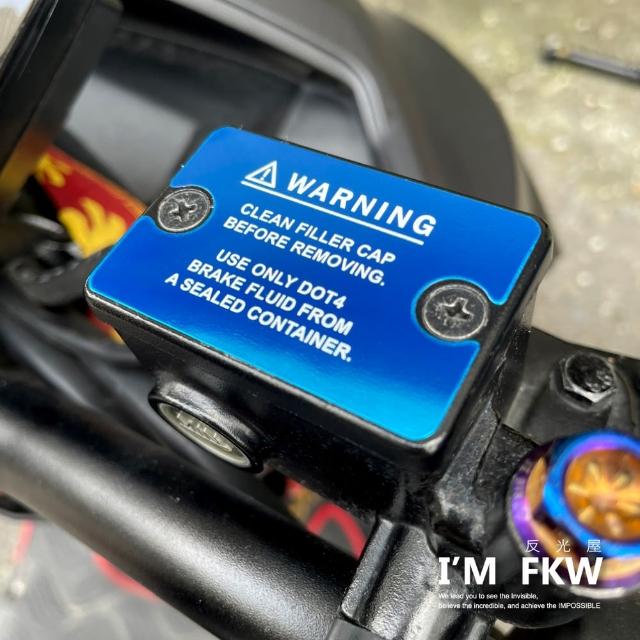 WARNING
CLEAN FILLER CAP
BEFORE REMOVING.
USE ONLY DOT4
BRAKE FLUID FROM
A SEALED CONTAINER.
反光屋
I'M FKW
We lead you to see the Invisible,
Believe the incredible, and achieve the IMPOSSIBLE